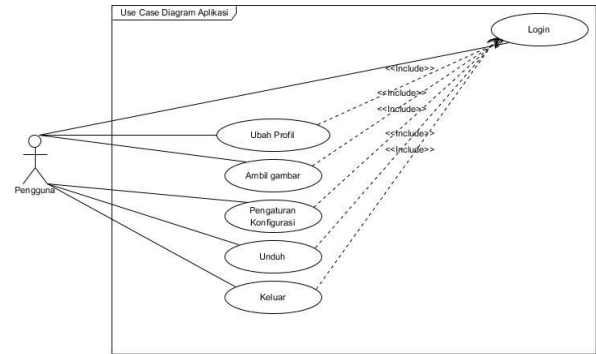 Use Case Diagram Aplikasi
Login
<<Include>>
<<Include>>
<<Include>>
<<Include>>
<<Include>>
Ubah Profil
Ambil gambar
Pengguna
Pengaturan
Konfigurasi
Unduh
Keluar